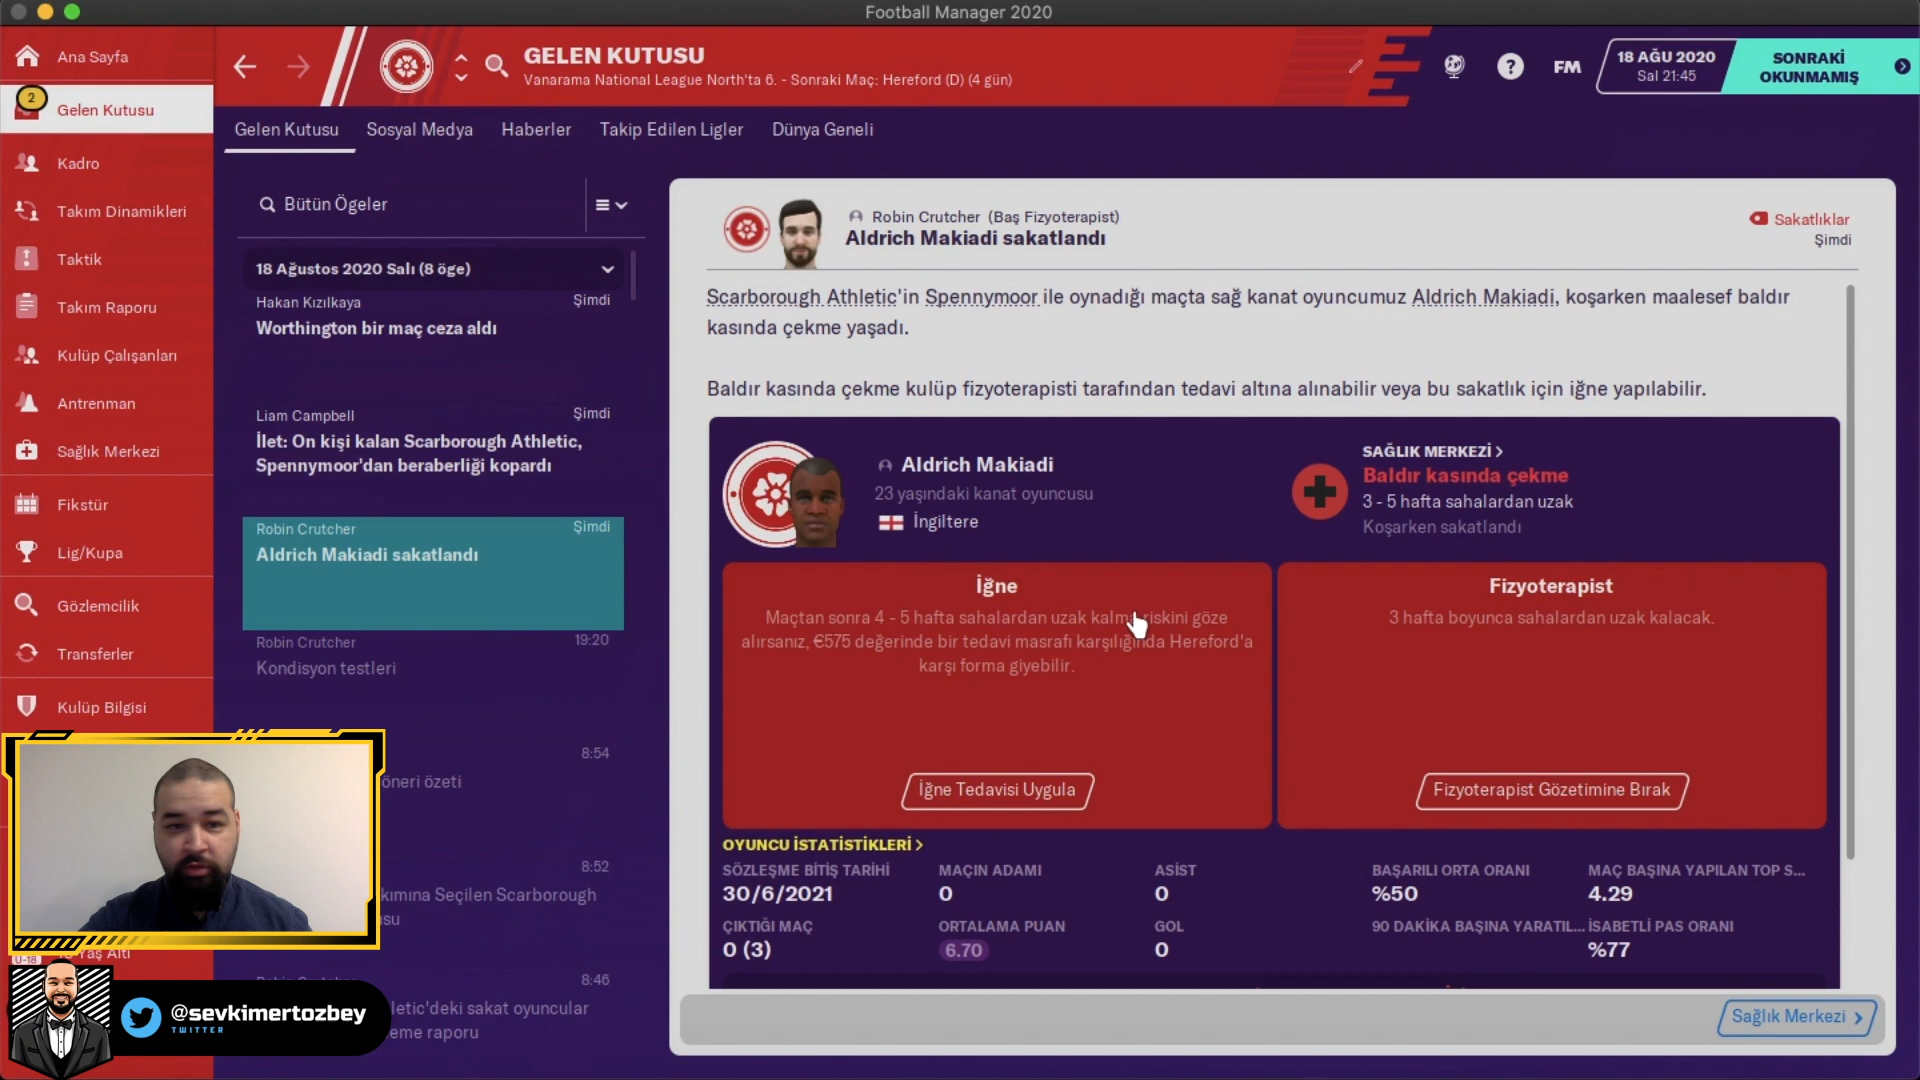 Football Manager 2020
Ana Sayfa
2
Gelen Kutusu
Kadro
Takım Dinamikleri
Taktik
Takım Raporu
Kulüp Çalışanları
Antrenman
Sağlık Merkezi
Fikstür
Lig/Kupa
Gözlemcilik
Transferler
Kulüp Bilgisi
U-18
Yaş Altı
GELEN KUTUSU
Vanarama National League North'ta 6. - Sonraki Maç: Hereford (D) (4 gün)
?
FM
18 AĞU 2020
Sal 21:45
SONRAKİ
OKUNMAMIŞ
Gelen Kutusu
Sosyal Medya
Haberler
Takip Edilen Ligler
Dünya Geneli
Bütün Ögeler
18 Ağustos 2020 Salı (8 öge)
Hakan Kızılkaya
Şimdi
Worthington bir maç ceza aldı
Liam Campbell
Şimdi
İlet: On kişi kalan Scarborough Athletic,
Spennymoor'dan beraberliği kopardı
Robin Crutcher
Şimdi
Aldrich Makiadi sakatlandı
Robin Crutcher
19:20
Kondisyon testleri
8:54
öneri özeti
8:52
kımına Seçilen Scarborough
su
8:46
letic'deki sakat oyuncular
eme raporu
Robin Crutcher (Baş Fizyoterapist)
Aldrich Makiadi sakatlandı
Sakatlıklar
Şimdi
Scarborough Athletic'in Spennymoor ile oynadığı maçta sağ kanat oyuncumuz Aldrich Makiadi, koşarken maalesef baldır
kasında çekme yaşadı.
Baldır kasında çekme kulüp fizyoterapisti tarafından tedavi altına alınabilir veya bu sakatlık için iğne yapılabilir.
Aldrich Makiadi
23 yaşındaki kanat oyuncusu
İngiltere
SAĞLIK MERKEZİ
Baldır kasında çekme
3 - 5 hafta sahalardan uzak
Koşarken sakatlandı
İğne
Maçtan sonra 4 - 5 hafta sahalardan uzak kalma riskini göze
alırsanız, €575 değerinde bir tedavi masrafı karşılığında Hereford'a
karşı forma giyebilir.
İğne Tedavisi Uygula
Fizyoterapist
3 hafta boyunca sahalardan uzak kalacak.
Fizyoterapist Gözetimine Bırak
OYUNCU İSTATİSTİKLERİ
SÖZLEŞME BİTİŞ TARİHİ
30/6/2021
MAÇIN ADAMI
0
ASİST
0
BAŞARILI ORTA ORANI
%50
MAÇ BAŞINA YAPILAN TOP S...
4.29
ÇIKTIĞI MAÇ
0 (3)
ORTALAMA PUAN
6.70
GOL
0
90 DAKİKA BAŞINA YARATIL...
İSABETLİ PAS ORANI
%77
Sağlık Merkezi
@sevkimertozbey
TWITTER